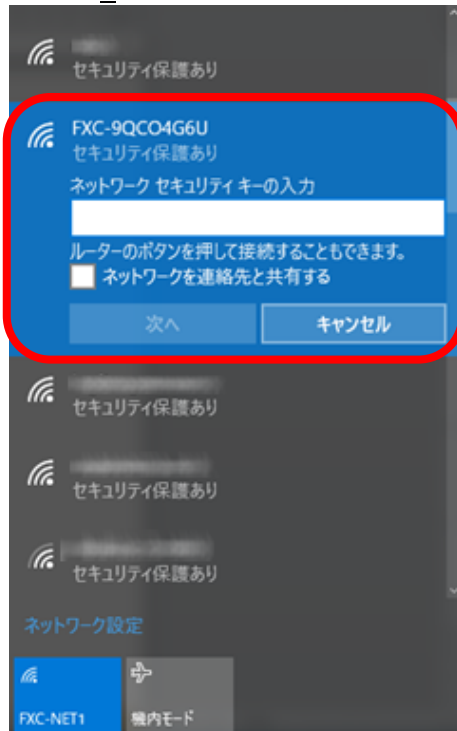 セキュリティ保護あり
FXC-9QCO4G6U
セキュリティ保護あり
ネットワーク セキュリティ キーの入力
ルーターのボタンを押して接続することもできます。
ネットワークを連絡先と共有する
次へ
キャンセル
セキュリティ保護あり
セキュリティ保護あり
セキュリティ保護あり
ネットワーク設定
FXC-NET1
機内モード